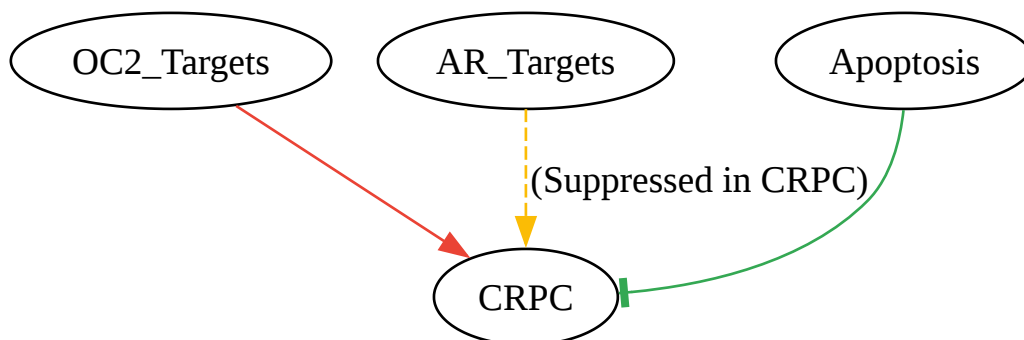 OC2_Targets
AR_Targets
Apoptosis
(Suppressed in CRPC)
CRPC